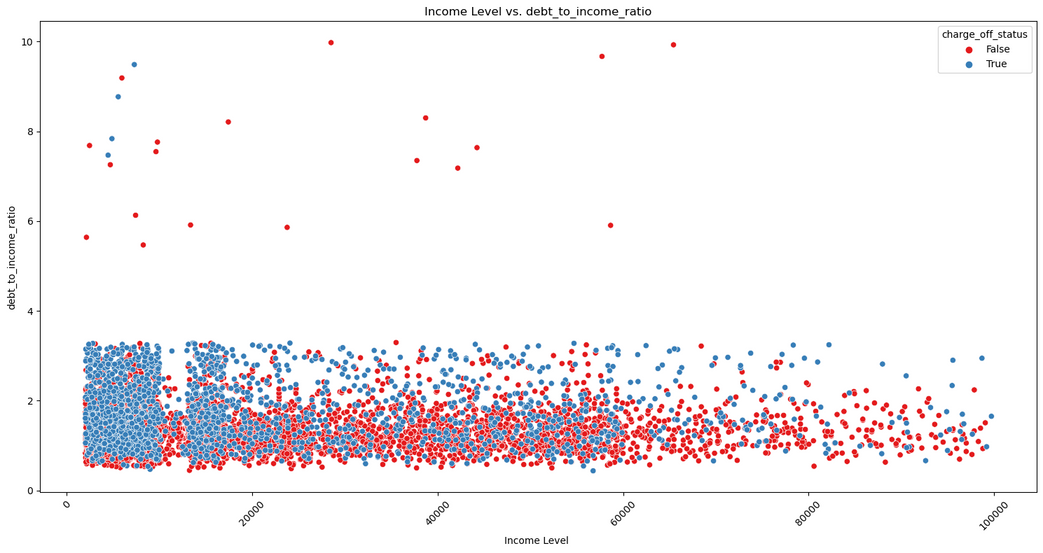 Income Level vs. debt_to_income_ratio
charge_off_status
False
True
debt_to_income_ratio
10
8
6
4
2
0
0
20000
40000
60000
80000
100000
Income Level